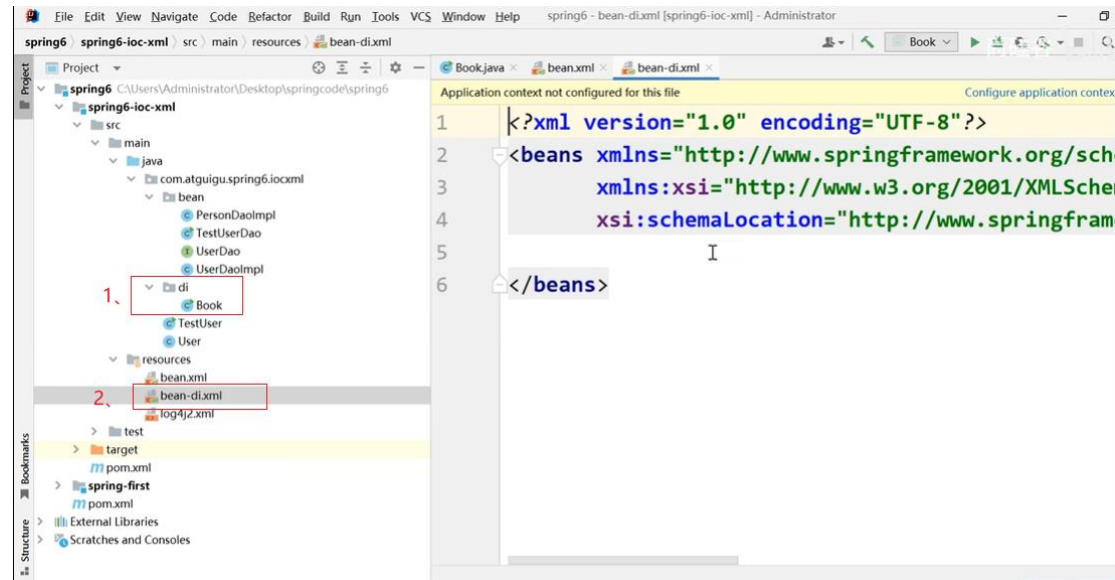 File Edit View Navigate Code Refactor Build Run Tools VCS Window Help spring6 - bean-di.xml [spring6-ioc-xml] - Administrator
spring6 spring6-ioc-xml src main resources bean-di.xml Book
Project Project Book.java bean.xml bean-di.xml
spring6 C:\Users\Administrator\Desktop\springcode\spring6
Application context not configured for this file Configure application contex
spring6-ioc-xml
src
main
java
com.atguigu.spring6.iocxml
bean
PersonDaoImpl
TestUserDao
UserDao
UserDaoImpl
1、 di
Book
TestUser
User
resources
bean.xml
2、 bean-di.xml
log4j2.xml
test
target
pom.xml
spring-first
pom.xml
External Libraries
Scratches and Consoles
Bookmarks
Structure
1 <?xml version="1.0" encoding="UTF-8"?>
2 <beans xmlns="http://www.springframework.org/sch
3 xmlns:xsi="http://www.w3.org/2001/XMLSche
4 xsi:schemaLocation="http://www.springfram
5
6 </beans>